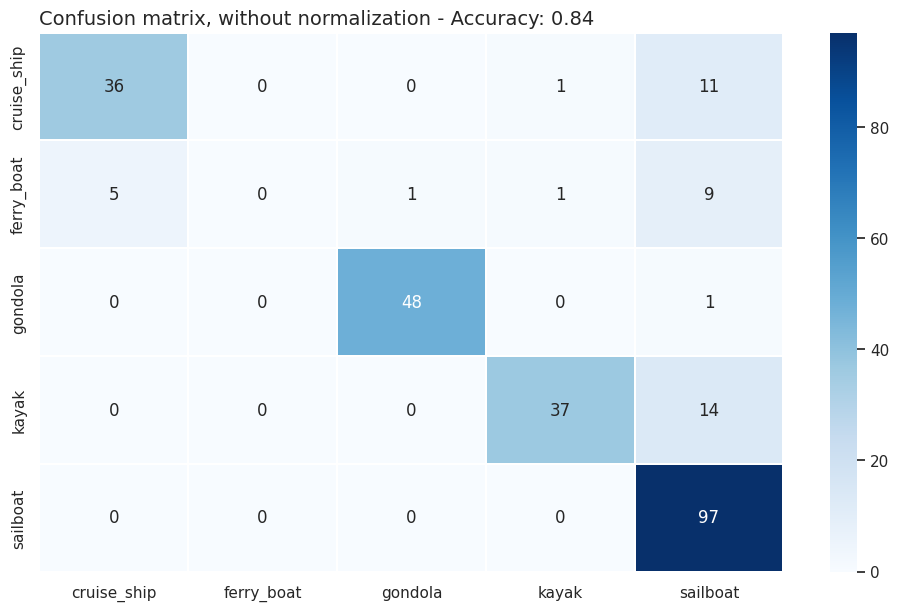 Confusion matrix, without normalization - Accuracy: 0.84
cruise_ship 36 0 0 1 11
ferry_boat 5 0 1 1 9
gondola 0 0 48 0 1
kayak 0 0 0 37 14
sailboat 0 0 0 0 97
cruise_ship ferry_boat gondola kayak sailboat
80
60
40
20
0